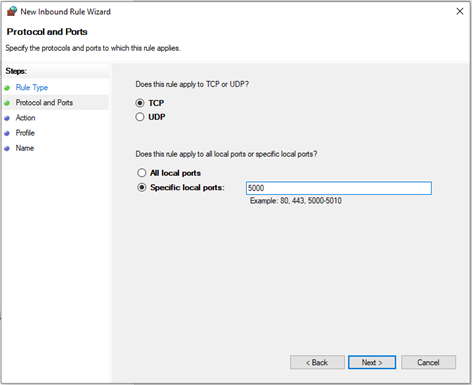 New Inbound Rule Wizard
Protocol and Ports
Specify the protocols and ports to which this rule applies.
Steps:
Rule Type
Protocol and Ports
Action
Profile
Name
Does this rule apply to TCP or UDP?
TCP
UDP
Does this rule apply to all local ports or specific local ports?
All local ports
Specific local ports:
5000
Example: 80, 443, 5000-5010
< Back
Next >
Cancel